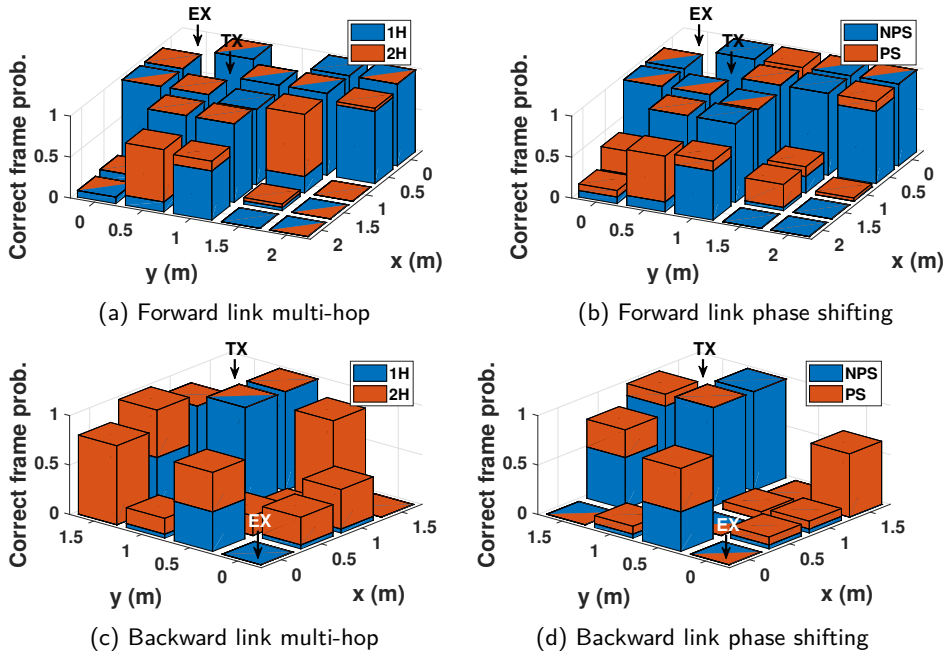 EX
TX
1H
2H
Correct frame prob.
1
0.5
0
0
0.5
1
1.5
2
y (m)
0
0.5
1
1.5
2
x (m)
(a) Forward link multi-hop
EX
TX
NPS
PS
Correct frame prob.
1
0.5
0
0
0.5
1
1.5
2
y (m)
0
0.5
1
1.5
2
x (m)
(b) Forward link phase shifting
TX
1H
2H
Correct frame prob.
1
0.5
0
EX
1.5
1
0.5
0
y (m)
1.5
1
0.5
0
x (m)
(c) Backward link multi-hop
TX
NPS
PS
Correct frame prob.
1
0.5
0
EX
1.5
1
0.5
0
y (m)
1.5
1
0.5
0
x (m)
(d) Backward link phase shifting